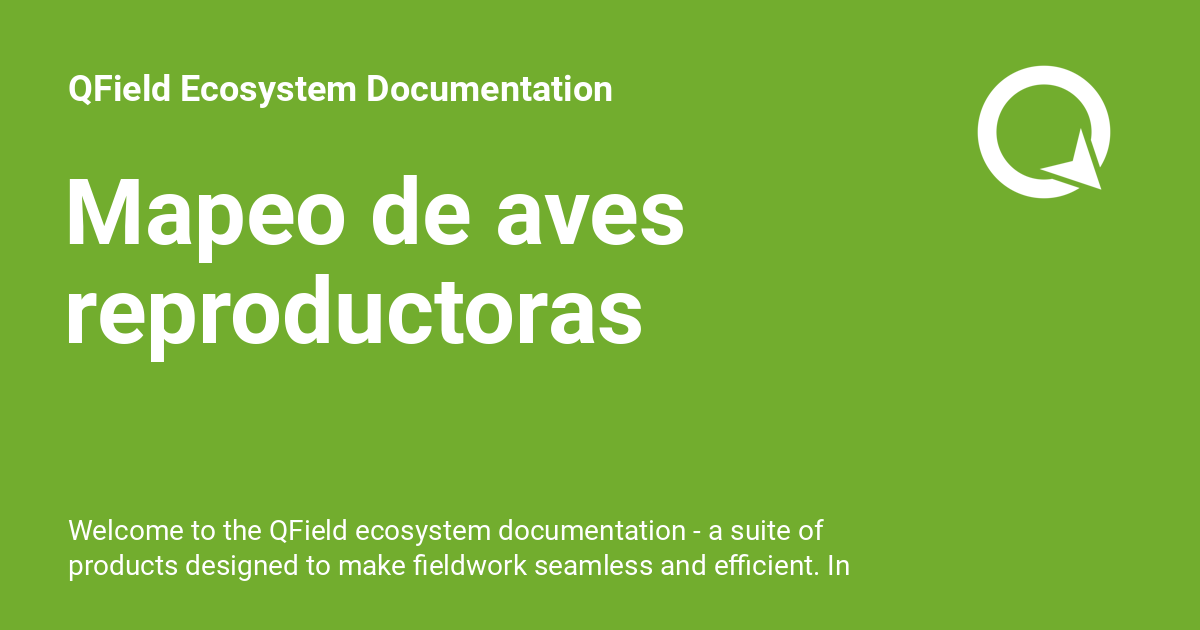 QField Ecosystem Documentation
Mapeo de aves
reproductoras
Welcome to the QField ecosystem documentation - a suite of
products designed to make fieldwork seamless and efficient. In